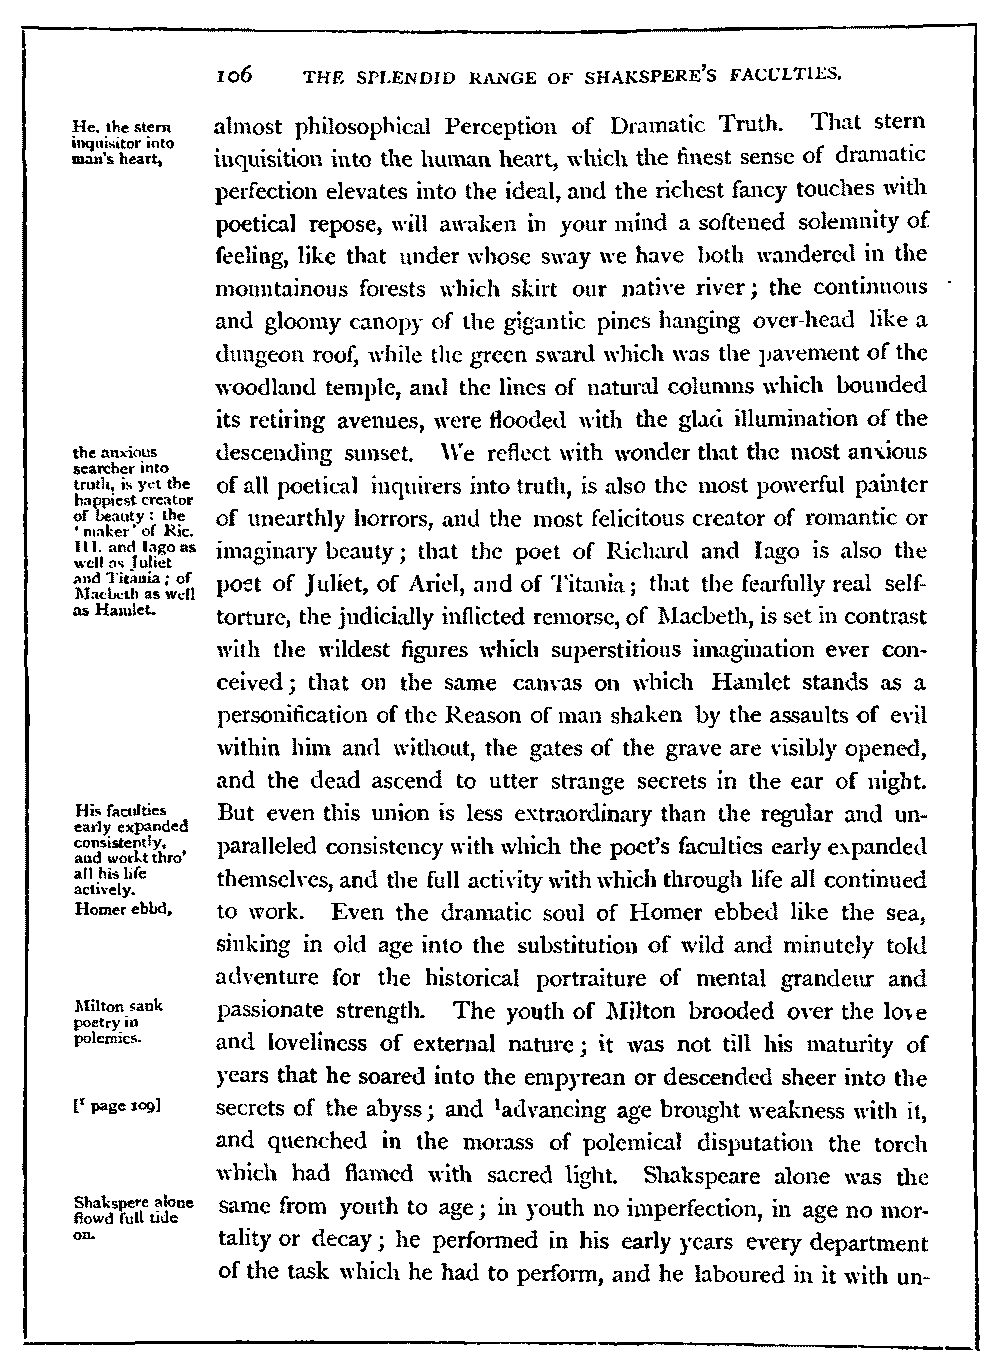 106 THE SPLENDID RANGE OF SHAKSPERE'S FACULTIES.
He, the stern
inquisitor into
man's heart,
almost philosophical Perception of Dramatic Truth. That stern
inquisition into the human heart, which the finest sense of dramatic
perfection elevates into the ideal, and the richest fancy touches with
poetical repose, will awaken in your mind a softened solemnity of
feeling, like that under whose sway we have both wandered in the
mountainous forests which skirt our native river; the continuous
and gloomy canopy of the gigantic pines hanging over-head like a
dungeon roof, while the green sward which was the pavement of the
woodland temple, and the lines of natural columns which bounded
its retiring avenues, were flooded with the glad illumination of the
the anxious
searcher into
truth, is yet the
happiest creator
of beauty: the
'maker' of Ric.
III. and Iago as
well as Juliet
and Titania; of
Macbeth as well
as Hamlet.
descending sunset. We reflect with wonder that the most anxious
of all poetical inquirers into truth, is also the most powerful painter
of unearthly horrors, and the most felicitous creator of romantic or
imaginary beauty; that the poet of Richard and Iago is also the
poet of Juliet, of Ariel, and of Titania; that the fearfully real self-
torture, the judicially inflicted remorse, of Macbeth, is set in contrast
with the wildest figures which superstitious imagination ever con-
ceived; that on the same canvas on which Hamlet stands as a
personification of the Reason of man shaken by the assaults of evil
within him and without, the gates of the grave are visibly opened,
and the dead ascend to utter strange secrets in the ear of night.
His faculties
early expanded
consistently,
and workt thro'
all his life
actively.
Homer ebbd,
But even this union is less extraordinary than the regular and un-
paralleled consistency with which the poet's faculties early expanded
themselves, and the full activity with which through life all continued
to work. Even the dramatic soul of Homer ebbed like the sea,
sinking in old age into the substitution of wild and minutely told
adventure for the historical portraiture of mental grandeur and
Milton sank
poetry in
polemics.
passionate strength. The youth of Milton brooded over the love
and loveliness of external nature; it was not till his maturity of
years that he soared into the empyrean or descended sheer into the
[¹ page 109]
secrets of the abyss; and ¹advancing age brought weakness with it,
and quenched in the morass of polemical disputation the torch
which had flamed with sacred light. Shakspeare alone was the
Shakspere alone
flowd full tide
on.
same from youth to age; in youth no imperfection, in age no mor-
tality or decay; he performed in his early years every department
of the task which he had to perform, and he laboured in it with un-